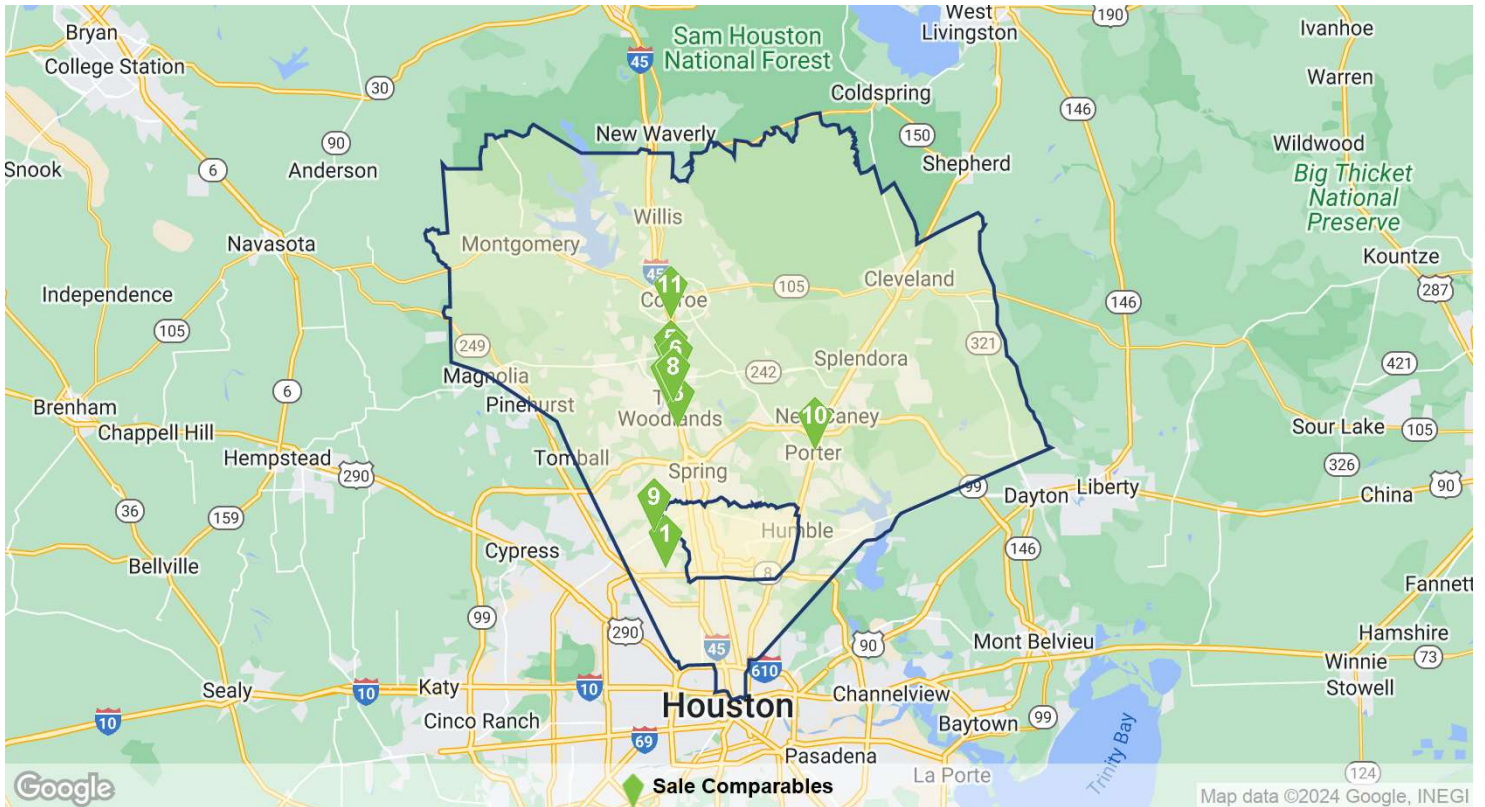 West
Livingston
190
Ivanhoe
Bryan
College Station
Sam Houston
National Forest
45
Warren
30
Coldspring
146
New Waverly
150
Wildwood
90
Anderson
Shepherd
Snook
6
Big Thicket
National
Preserve
Willis
Navasota
Montgomery
Kountze
45
11
Conroe
105
Cleveland
287
Independence
105
146
249
5
6
8
242
Splendora
321
421
Magnolia
The
Woodlands
6
Pinehurst
10
New Caney
Brenham
Chappell Hill
Sour Lake
105
Hempstead
Tomball
Spring
Porter
326
290
99
Dayton
Liberty
China
90
36
159
9
1
Humble
Cypress
146
Bellville
8
Fannett
99
290
45
90
Mont Belvieu
Hamshire
73
610
Winnie
Stowell
Sealy
10
Katy
10
Channelview
Houston
10
Cinco Ranch
Baytown
99
69
Pasadena
Trinity Bay
La Porte
124
Google
Sale Comparables
Map data ©2024 Google, INEGI